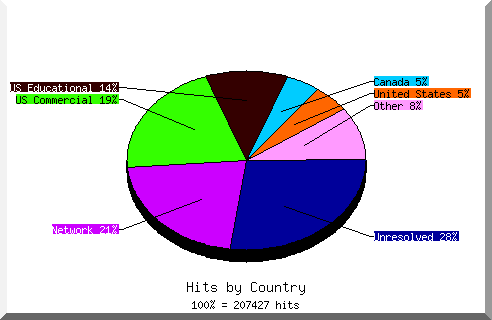 US Educational 14%
Canada 5%
US Commercial 19%
United States 5%
Other 8%
Network 21%
Unresolved 28%
Hits by Country
100% = 207427 hits